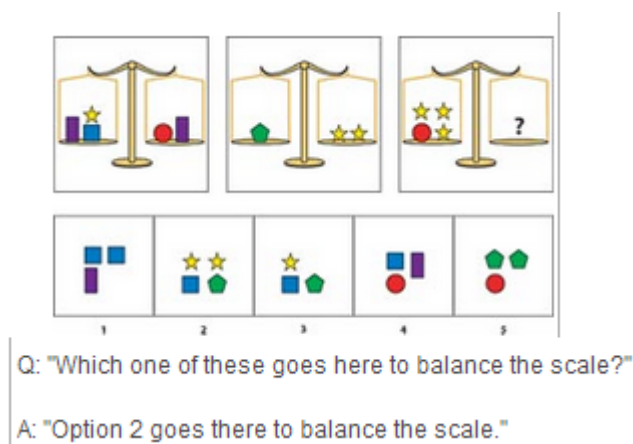 ?
1 2 3 4 5
Q: "Which one of these goes here to balance the scale?"
A: "Option 2 goes there to balance the scale."